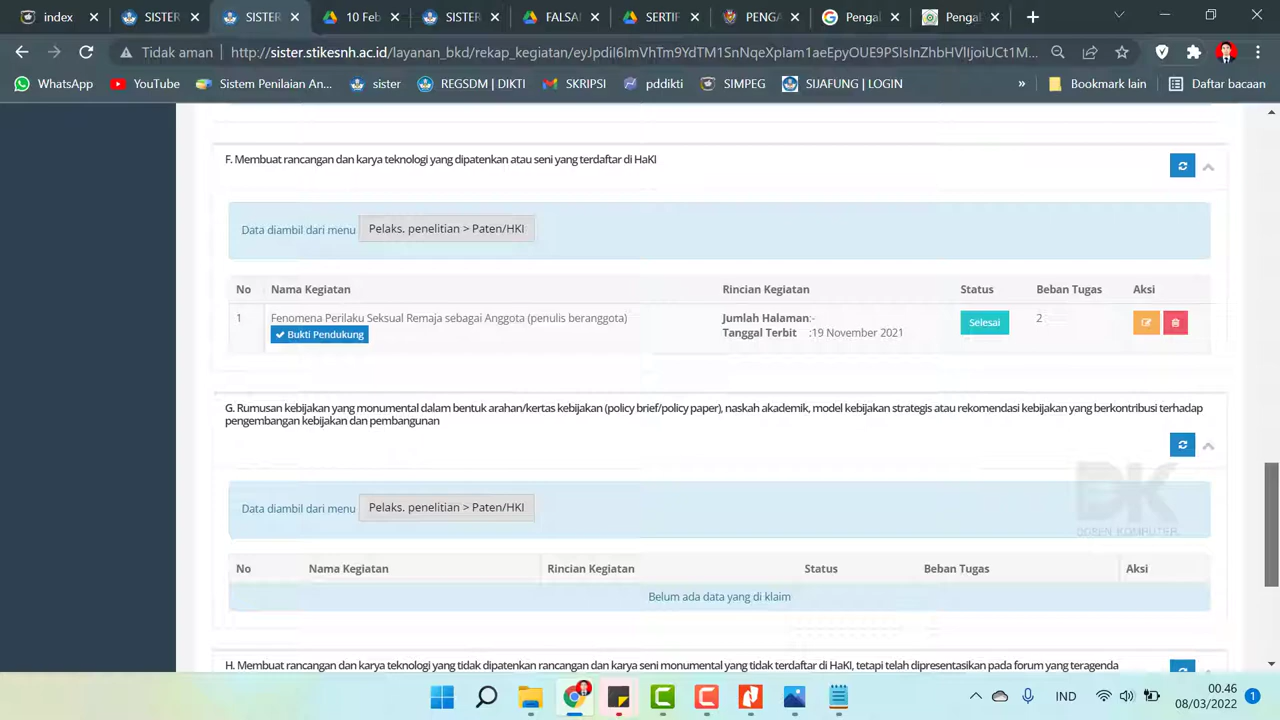 index
SISTER
SISTER
10 Feb
SISTER
FALSA
SERTIF
PENGA
Pengal
Pengal
Tidak aman
http://sister.stikesnh.ac.id/layanan_bkd/rekap_kegiatan/
WhatsApp
YouTube
Sistem Penilaian An...
sister
REGSDM | DIKTI
SKRIPSI
pddikti
SIMPEG
SIJAFUNG | LOGIN
»
Bookmark lain
Daftar bacaan
F. Membuat rancangan dan karya teknologi yang dipatenkan atau seni yang terdaftar di HaKI
Data diambil dari menu Pelaks. penelitian > Paten/HKI
No Nama Kegiatan Rincian Kegiatan Status Beban Tugas Aksi
1 Fenomena Perilaku Seksual Remaja sebagai Anggota (penulis beranggota) Jumlah Halaman:- Selesai 2
Bukti Pendukung Tanggal Terbit :19 November 2021
G. Rumusan kebijakan yang monumental dalam bentuk arahan/kertas kebijakan (policy brief/policy paper), naskah akademik, model kebijakan strategis atau rekomendasi kebijakan yang berkontribusi terhadap
pengembangan kebijakan dan pembangunan
Data diambil dari menu Pelaks. penelitian > Paten/HKI
DK
DOSEN KOMPUTER
No Nama Kegiatan Rincian Kegiatan Status Beban Tugas Aksi
Belum ada data yang di klaim
H. Membuat rancangan dan karya teknologi yang tidak dipatenkan rancangan dan karya seni monumental yang tidak terdaftar di HaKI, tetapi telah dipresentasikan pada forum yang teragenda
IND
00.46
08/03/2022
1